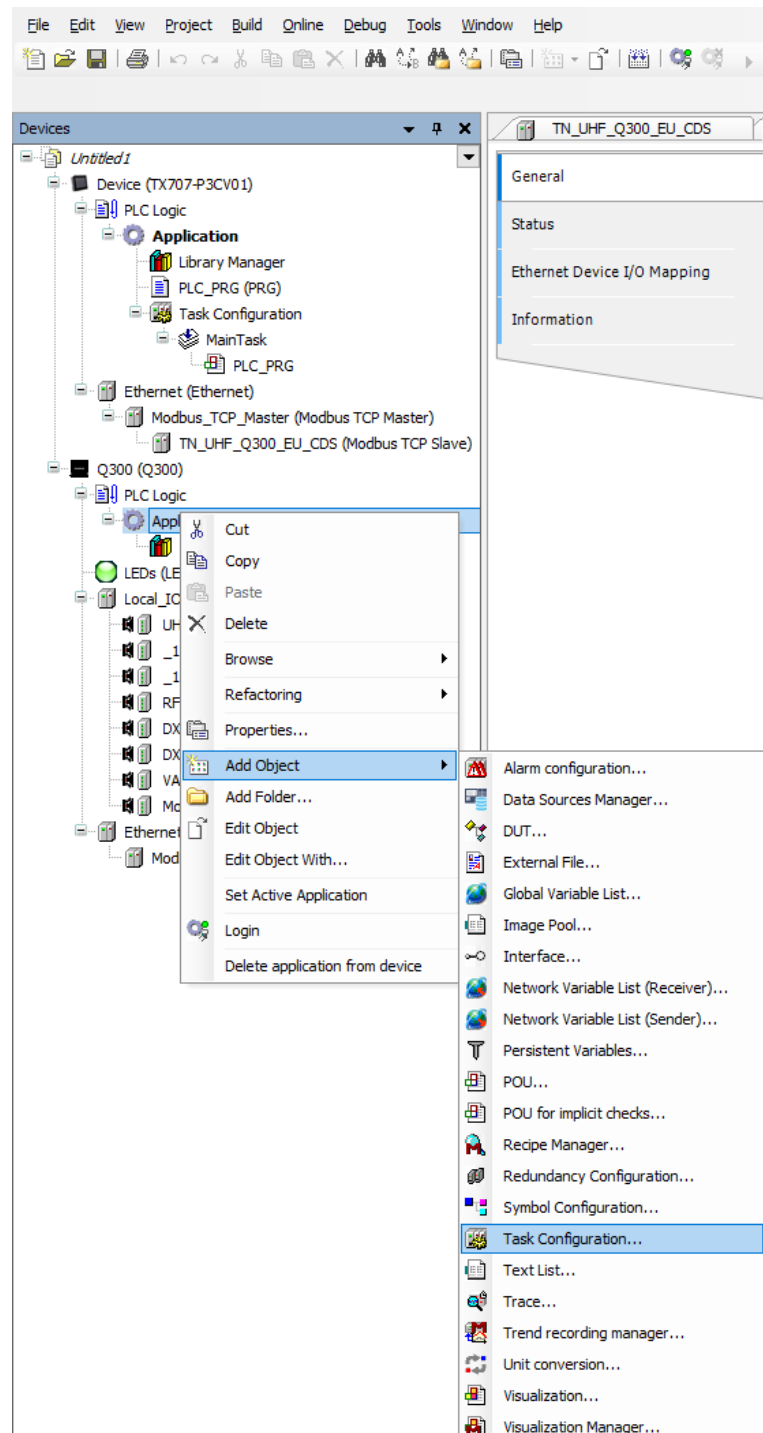 File Edit View Project Build Online Debug Tools Window Help
Devices
TN_UHF_Q300_EU_CDS
Untitled1
Device (TX707-P3CV01)
PLC Logic
Application
Library Manager
PLC_PRG (PRG)
Task Configuration
MainTask
PLC_PRG
Ethernet (Ethernet)
Modbus_TCP_Master (Modbus TCP Master)
TN_UHF_Q300_EU_CDS (Modbus TCP Slave)
Q300 (Q300)
PLC Logic
Appl
LEDs (LE
Local_IO
UH
_1
_1
RF
DX
DX
VA
Mo
Ethernet
Mod
General
Status
Ethernet Device I/O Mapping
Information
Cut
Copy
Paste
Delete
Browse
Refactoring
Properties...
Add Object
Add Folder...
Edit Object
Edit Object With...
Set Active Application
Login
Delete application from device
Alarm configuration...
Data Sources Manager...
DUT...
External File...
Global Variable List...
Image Pool...
Interface...
Network Variable List (Receiver)...
Network Variable List (Sender)...
Persistent Variables...
POU...
POU for implicit checks...
Recipe Manager...
Redundancy Configuration...
Symbol Configuration...
Task Configuration...
Text List...
Trace...
Trend recording manager...
Unit conversion...
Visualization...
Visualization Manager...